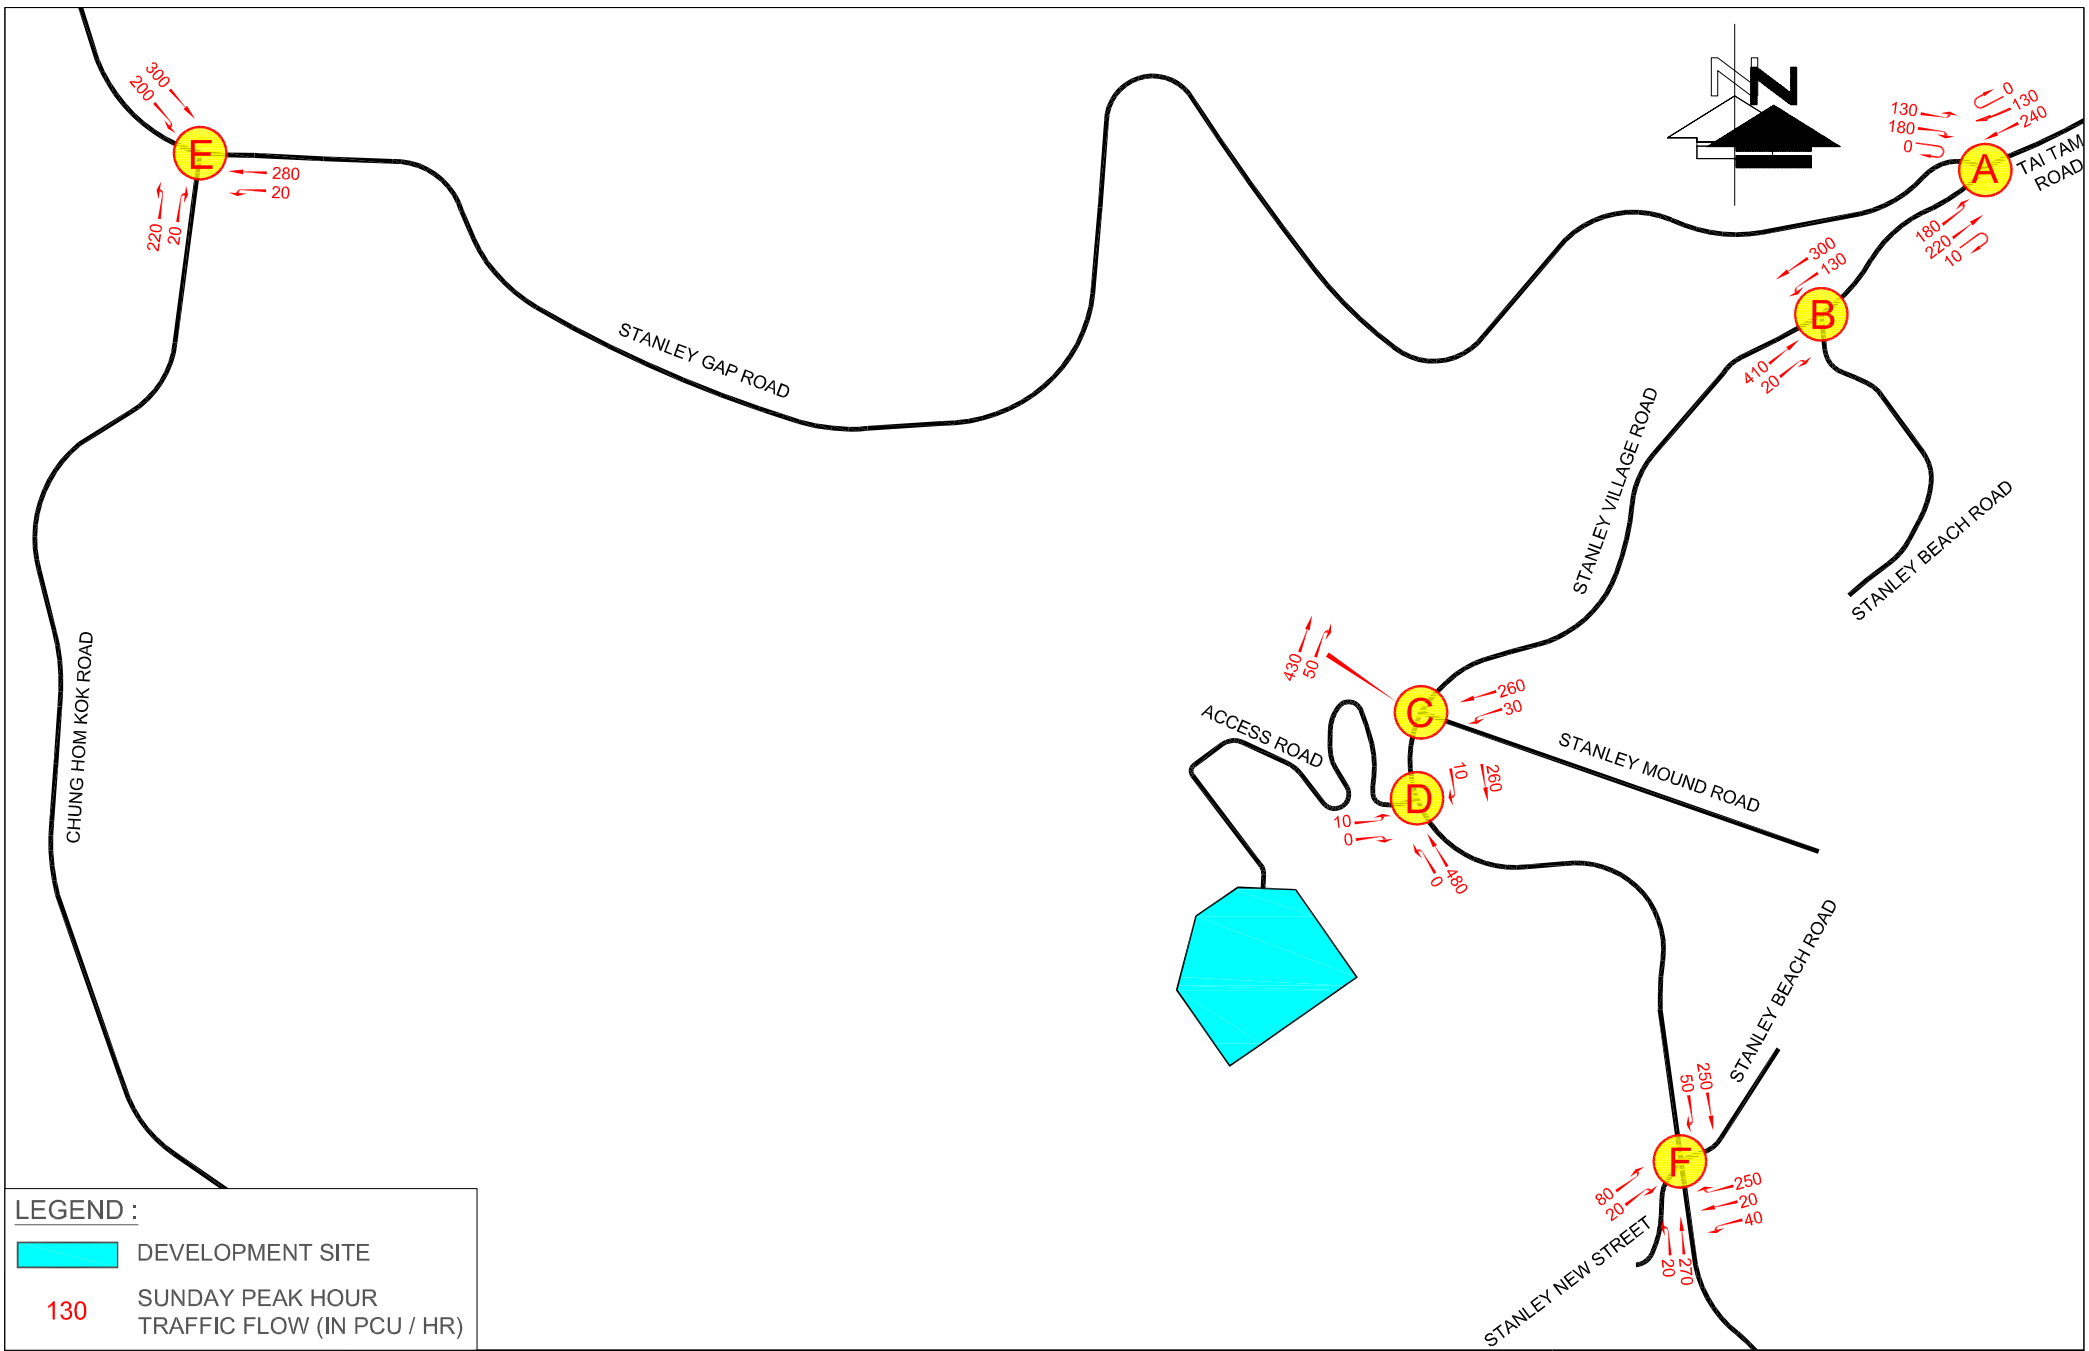 300
200
E
280
20
220
20
N
N
0
130
240
130
180
0
A
TAI TAM
ROAD
180
220
10
300
130
B
410
20
STANLEY GAP ROAD
STANLEY VILLAGE ROAD
STANLEY BEACH ROAD
CHUNG HOM KOK ROAD
430
50
C
260
30
ACCESS ROAD
STANLEY MOUND ROAD
10
260
D
10
0
0
480
STANLEY BEACH ROAD
50
250
F
80
20
250
20
40
20
270
STANLEY NEW STREET
LEGEND :
DEVELOPMENT SITE
130
SUNDAY PEAK HOUR
TRAFFIC FLOW (IN PCU / HR)